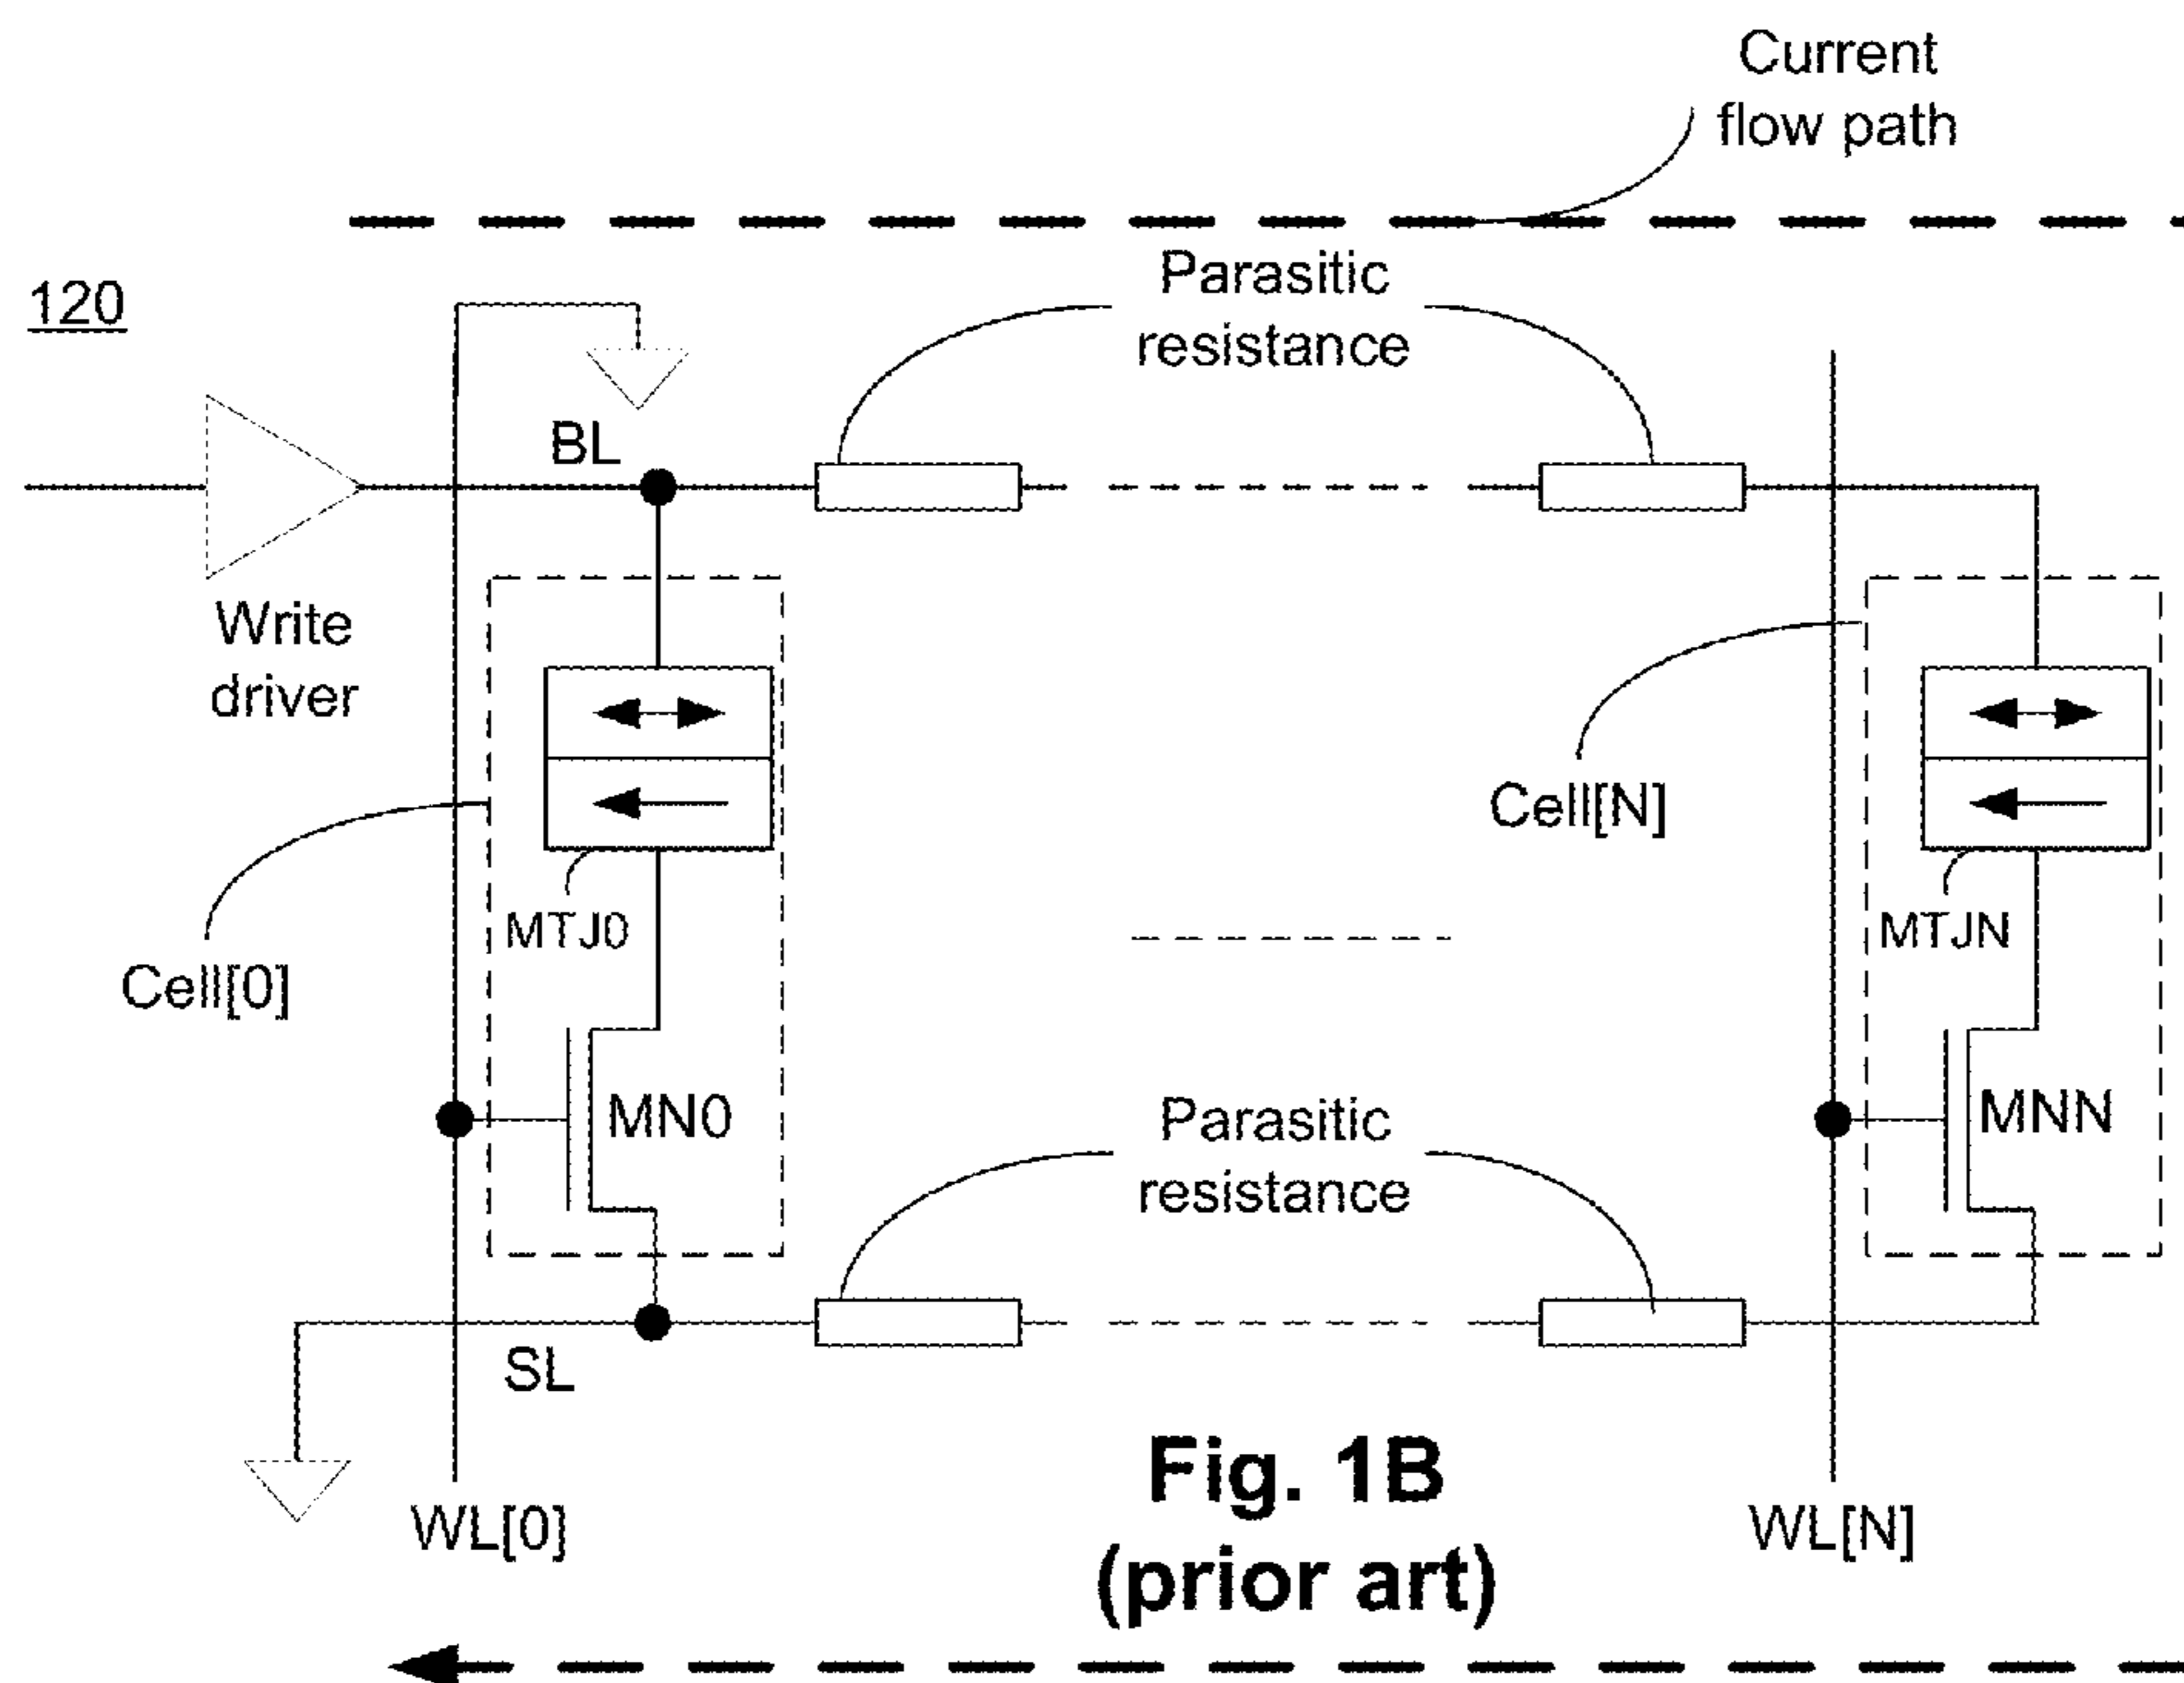 Current
flow path
120
Parasitic
resistance
BL
Write
driver
Cell[N]
MTJ0
MTJN
Cell[0]
MN0
MNN
Parasitic
resistance
SL
Fig. 1B
(prior art)
WL[0]
WL[N]